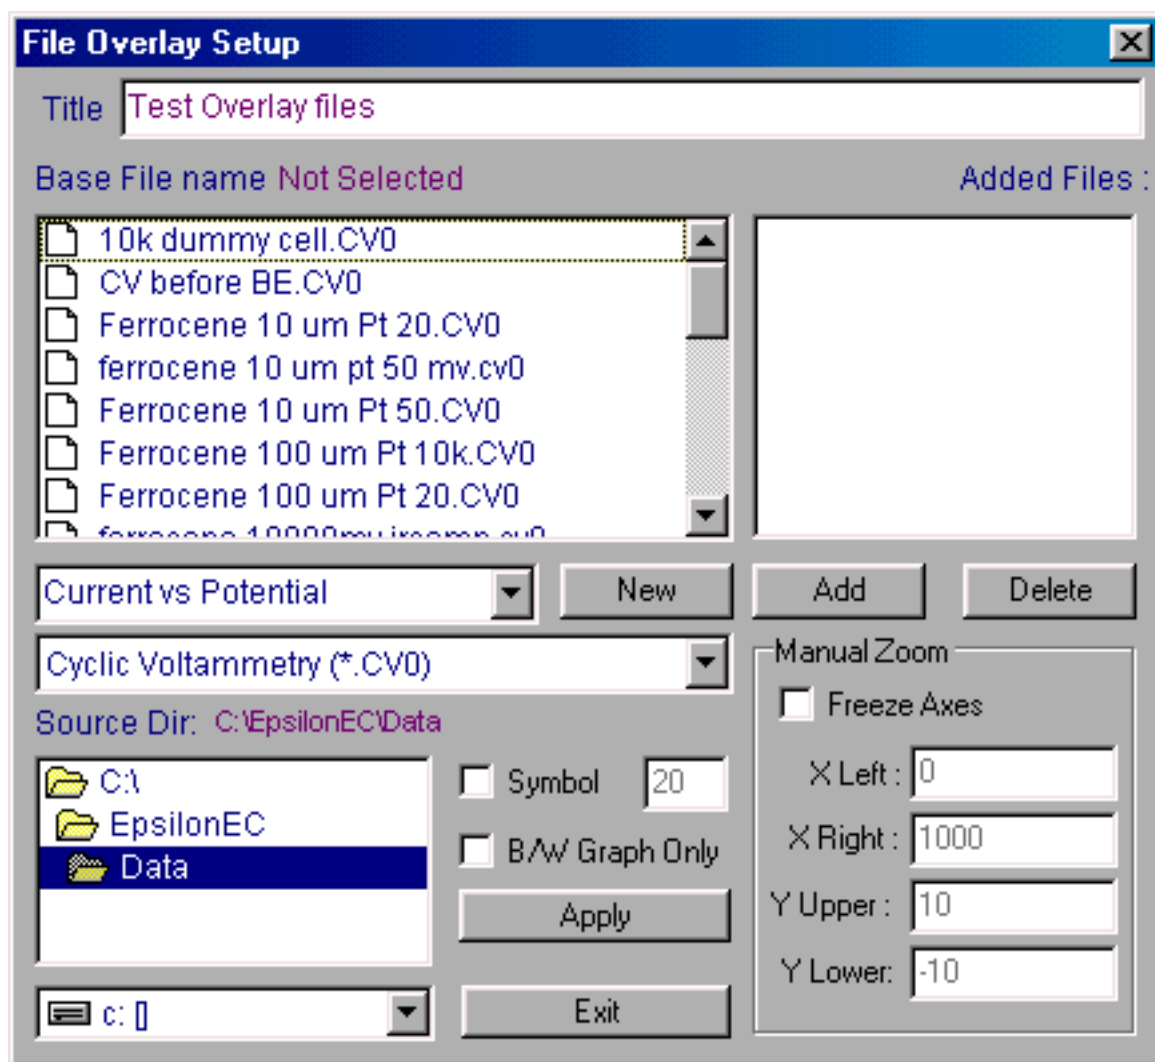 File Overlay Setup
Title Test Overlay files
Base File name Not Selected Added Files :
10k dummy cell.CV0
CV before BE.CV0
Ferrocene 10 um Pt 20.CV0
ferrocene 10 um pt 50 mv.cv0
Ferrocene 10 um Pt 50.CV0
Ferrocene 100 um Pt 10k.CV0
Ferrocene 100 um Pt 20.CV0
ferrocene 10000mv ircomp.cv0
Current vs Potential New Add Delete
Cyclic Voltammetry (*.CV0)
Source Dir: C:\EpsilonEC\Data
C:\
EpsilonEC
Data
c: []
Symbol 20
B/W Graph Only
Apply
Exit
Manual Zoom
Freeze Axes
X Left : 0
X Right : 1000
Y Upper : 10
Y Lower: -10